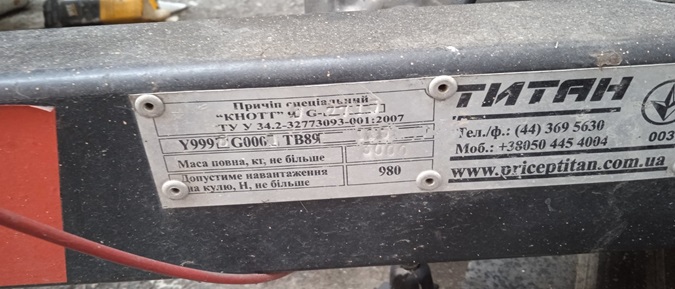 Причіп спеціальний
"КНОТТ"
ТУ У 34.2-32773093-001:2007
Маса повна, кг, не більше
Допустиме навантаження
на кулю, Н, не більше
980
ТИТАН
Тел./ф.: (44) 369 5630
Моб.: +38050 445 4004
www.priceptitan.com.ua
003